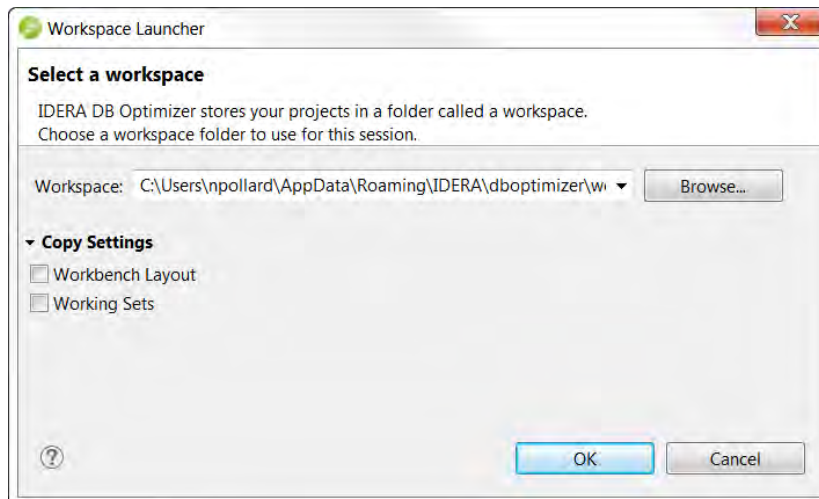 Workspace Launcher
Select a workspace
IDERA DB Optimizer stores your projects in a folder called a workspace.
Choose a workspace folder to use for this session.
Workspace: C:\Users\npollard\AppData\Roaming\IDERA\dboptimizer\w Browse...
Copy Settings
Workbench Layout
Working Sets
? OK Cancel